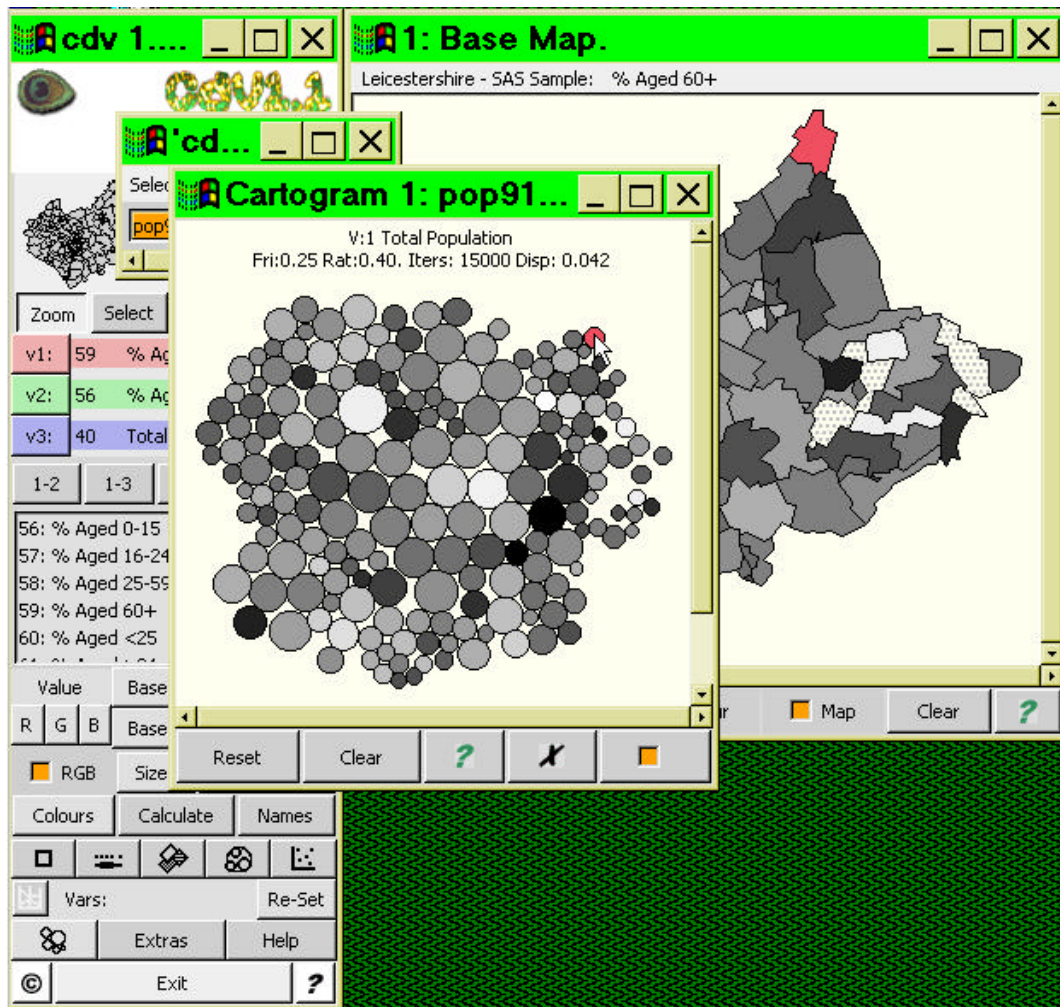 cdv 1....
CDV1.1
1: Base Map.
Leicestershire - SAS Sample: % Aged 60+
'cd...
Cartogram 1: pop91...
V:1 Total Population
Fri:0.25 Rat:0.40. Iters: 15000 Disp: 0.042
Zoom Select
v1: 59 % Ag
v2: 56 % Ag
v3: 40 Total
1-2 1-3
56: % Aged 0-15
57: % Aged 16-24
58: % Aged 25-59
59: % Aged 60+
60: % Aged <25
Value Base
R G B Base
RGB Size
Colours Calculate Names
Vars: Re-Set
Extras Help
© Exit ?
Reset Clear ? X
Map Clear ?